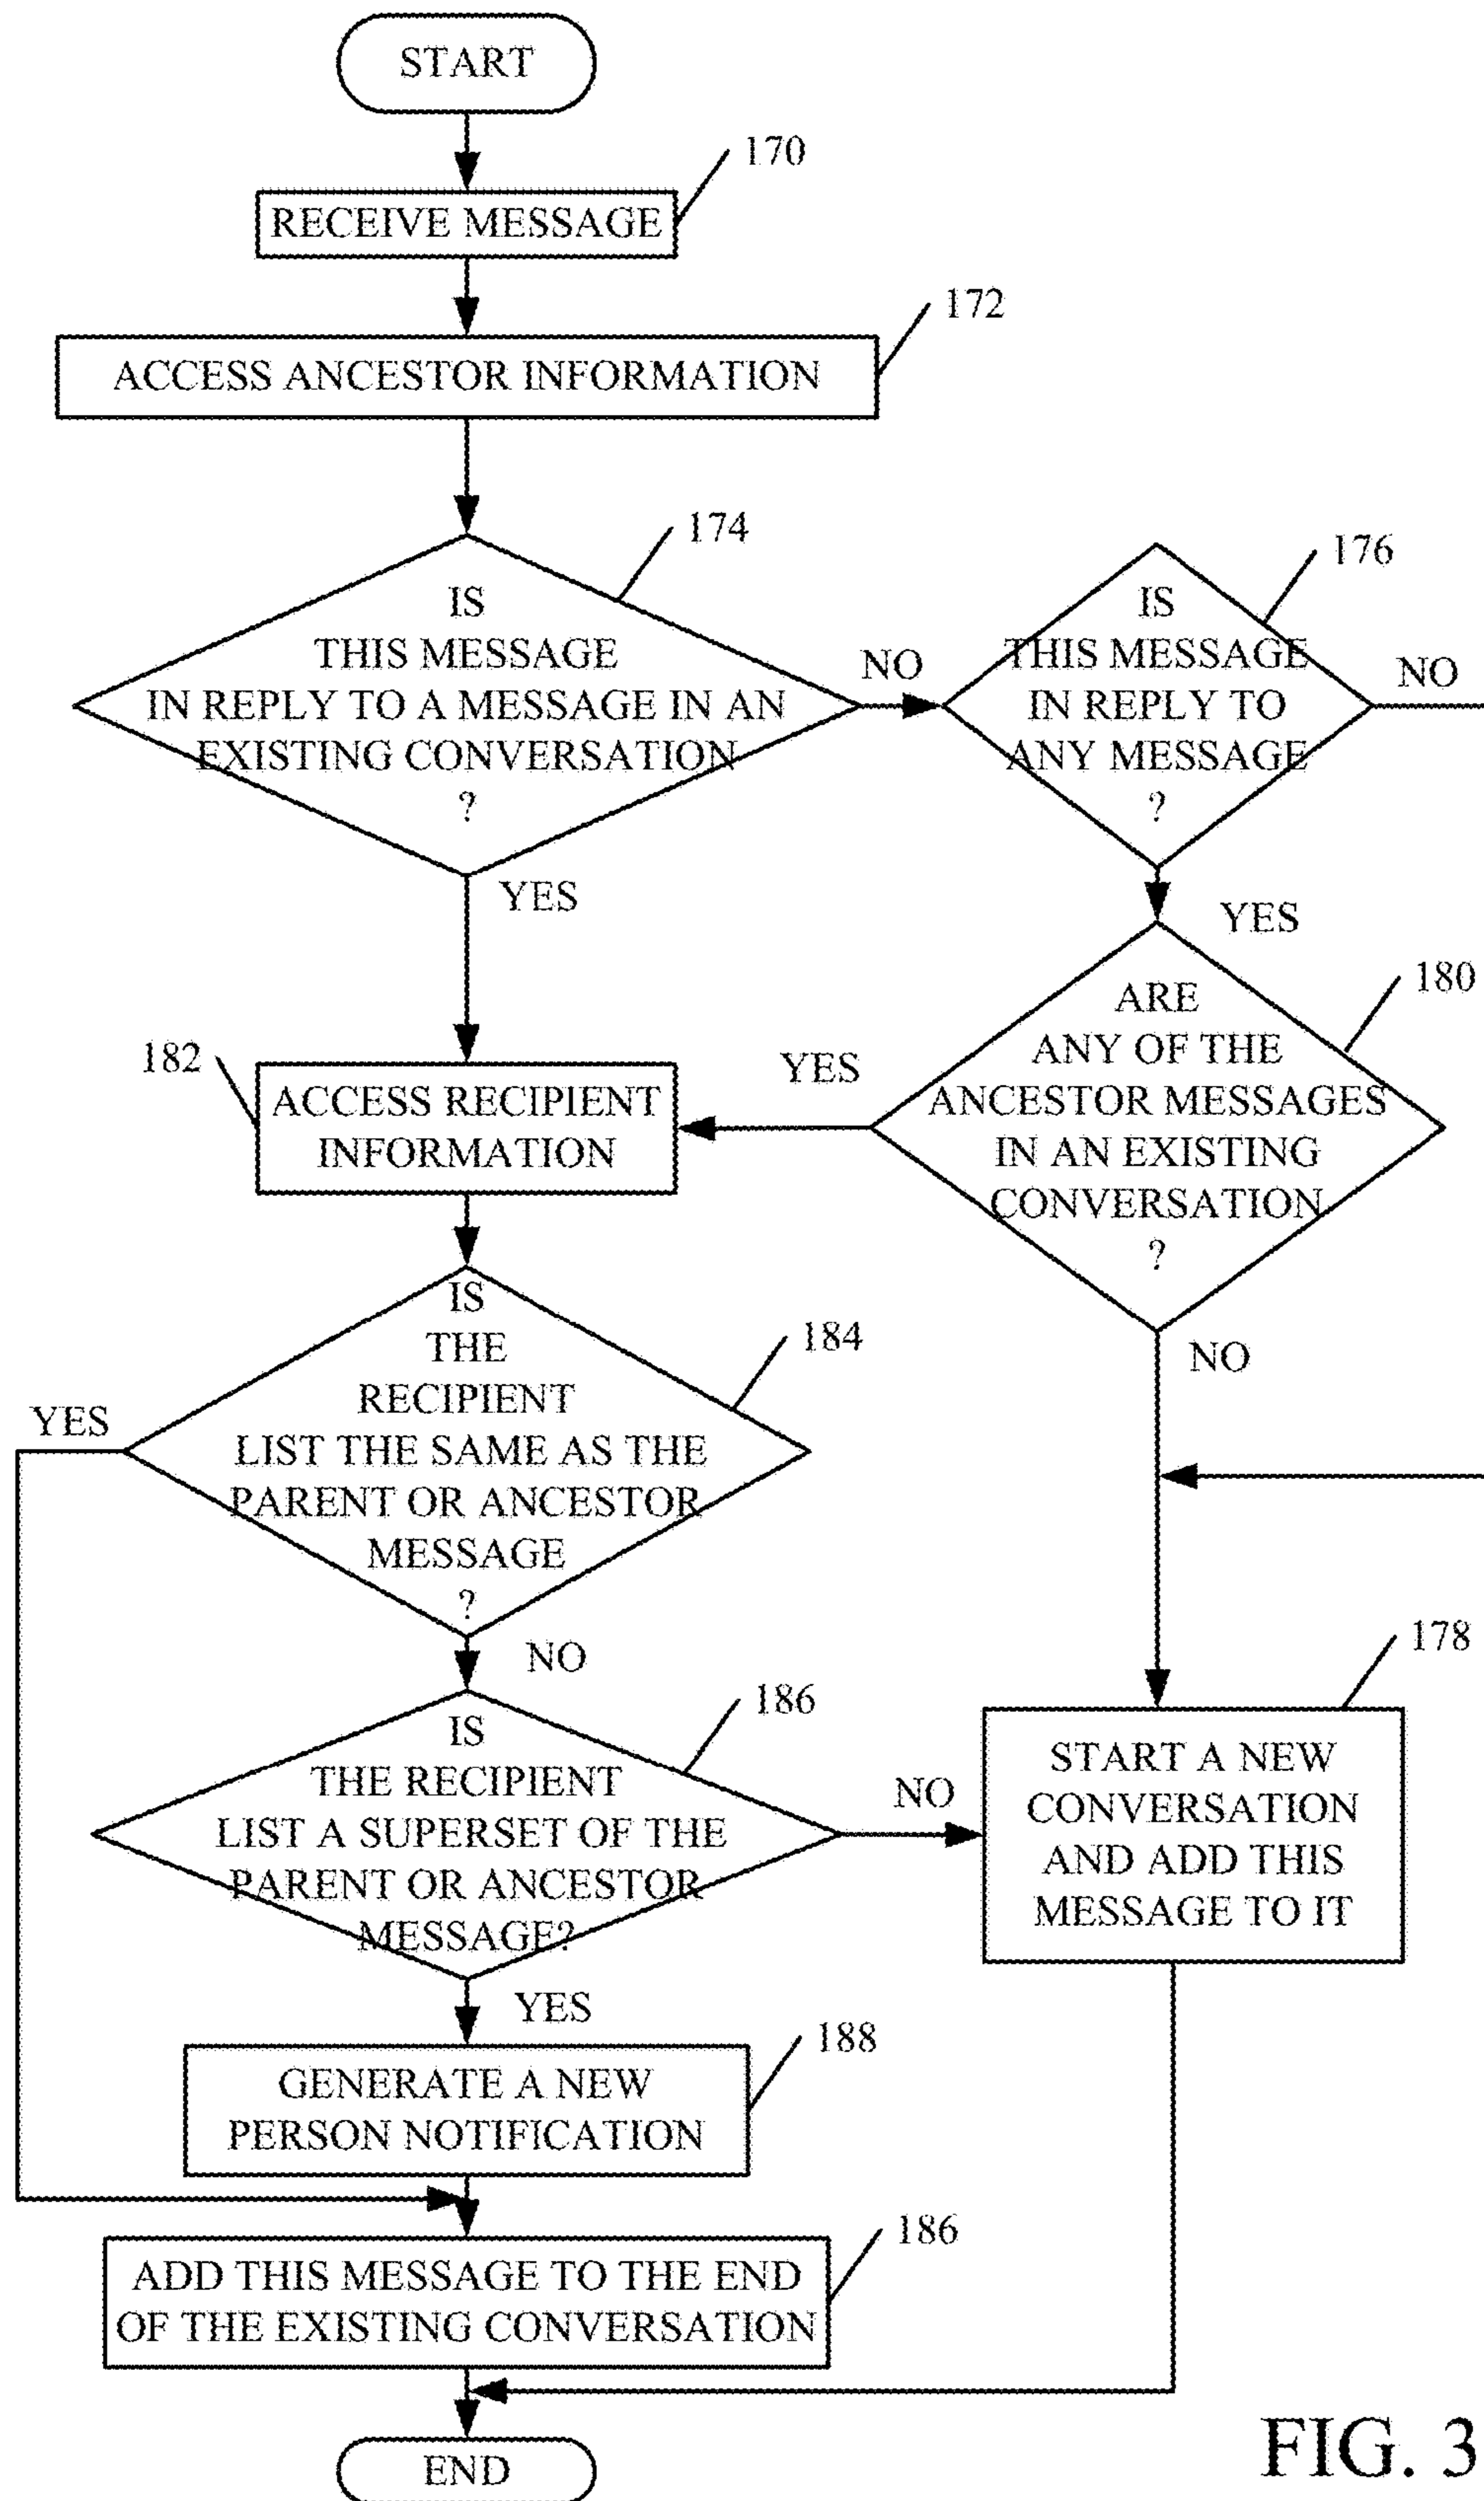 START
170
RECEIVE MESSAGE
172
ACCESS ANCESTOR INFORMATION
174
IS
THIS MESSAGE
IN REPLY TO A MESSAGE IN AN
EXISTING CONVERSATION
?
NO
YES
176
IS
THIS MESSAGE
IN REPLY TO
ANY MESSAGE
?
NO
YES
180
ARE
ANY OF THE
ANCESTOR MESSAGES
IN AN EXISTING
CONVERSATION
?
YES
NO
182
ACCESS RECIPIENT
INFORMATION
184
IS
THE
RECIPIENT
LIST THE SAME AS THE
PARENT OR ANCESTOR
MESSAGE
?
YES
NO
186
IS
THE RECIPIENT
LIST A SUPERSET OF THE
PARENT OR ANCESTOR
MESSAGE?
NO
YES
178
START A NEW
CONVERSATION
AND ADD THIS
MESSAGE TO IT
188
GENERATE A NEW
PERSON NOTIFICATION
186
ADD THIS MESSAGE TO THE END
OF THE EXISTING CONVERSATION
END
FIG. 3